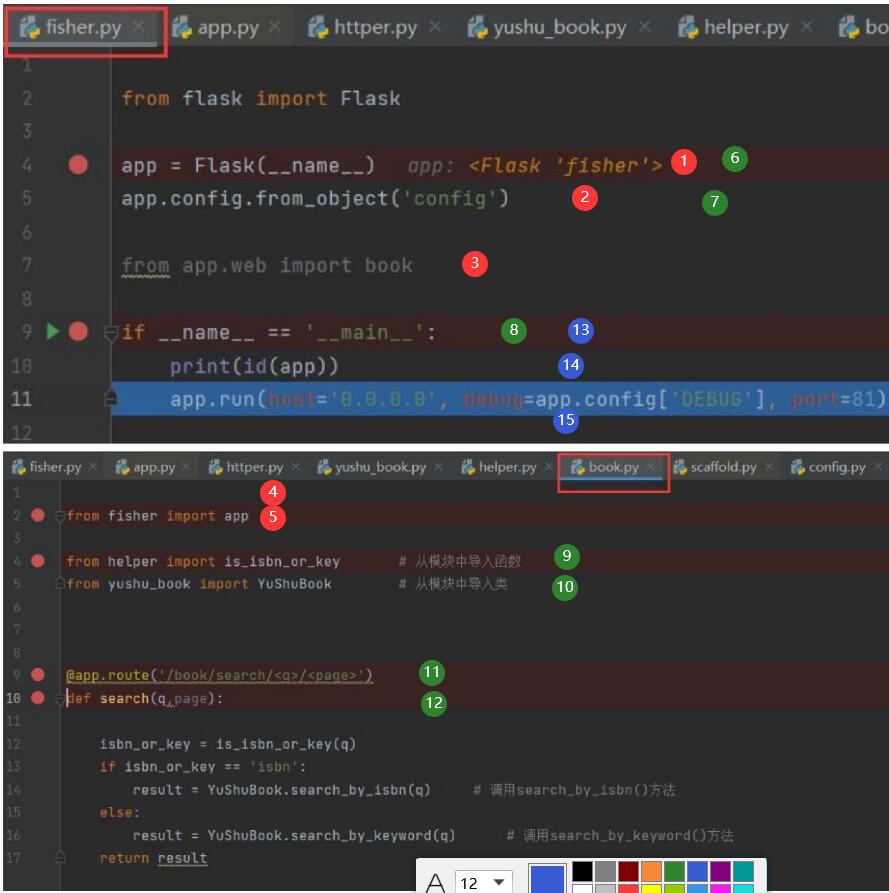 fisher.py × app.py × httper.py × yushu_book.py × helper.py × bo
1
2 from flask import Flask
3
4 app = Flask(__name__) app: <Flask 'fisher'> 1 6
5 app.config.from_object('config') 2 7
6
7 from app.web import book 3
8
9 if __name__ == '__main__': 8 13
10 print(id(app)) 14
11 app.run(host='0.0.0.0', debug=app.config['DEBUG'], port=81)
12 15
fisher.py × app.py × httper.py × yushu_book.py × helper.py × book.py × scaffold.py × config.py ×
1 4
2 from fisher import app 5
3
4 from helper import is_isbn_or_key # 从模块中导入函数 9
5 from yushu_book import YuShuBook # 从模块中导入类 10
6
7
8
9 @app.route('/book/search/<q>/<page>') 11
10 def search(q,page): 12
11
12 isbn_or_key = is_isbn_or_key(q)
13 if isbn_or_key == 'isbn':
14 result = YuShuBook.search_by_isbn(q) # 调用search_by_isbn()方法
15 else:
16 result = YuShuBook.search_by_keyword(q) # 调用search_by_keyword()方法
17 return result
A 12